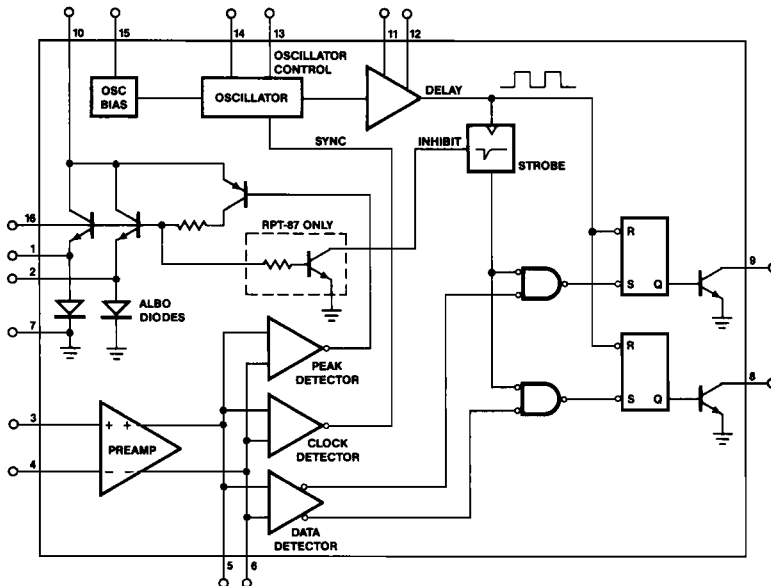 10
15
14
13
11
12
OSCILLATOR
CONTROL
OSC
BIAS
OSCILLATOR
DELAY
SYNC
INHIBIT
STROBE
16
RPT-87 ONLY
1
2
ALBO
DIODES
7
R
S
Q
9
PEAK
DETECTOR
R
S
Q
8
3
+ +
PREAMP
4
- -
CLOCK
DETECTOR
DATA
DETECTOR
5
6